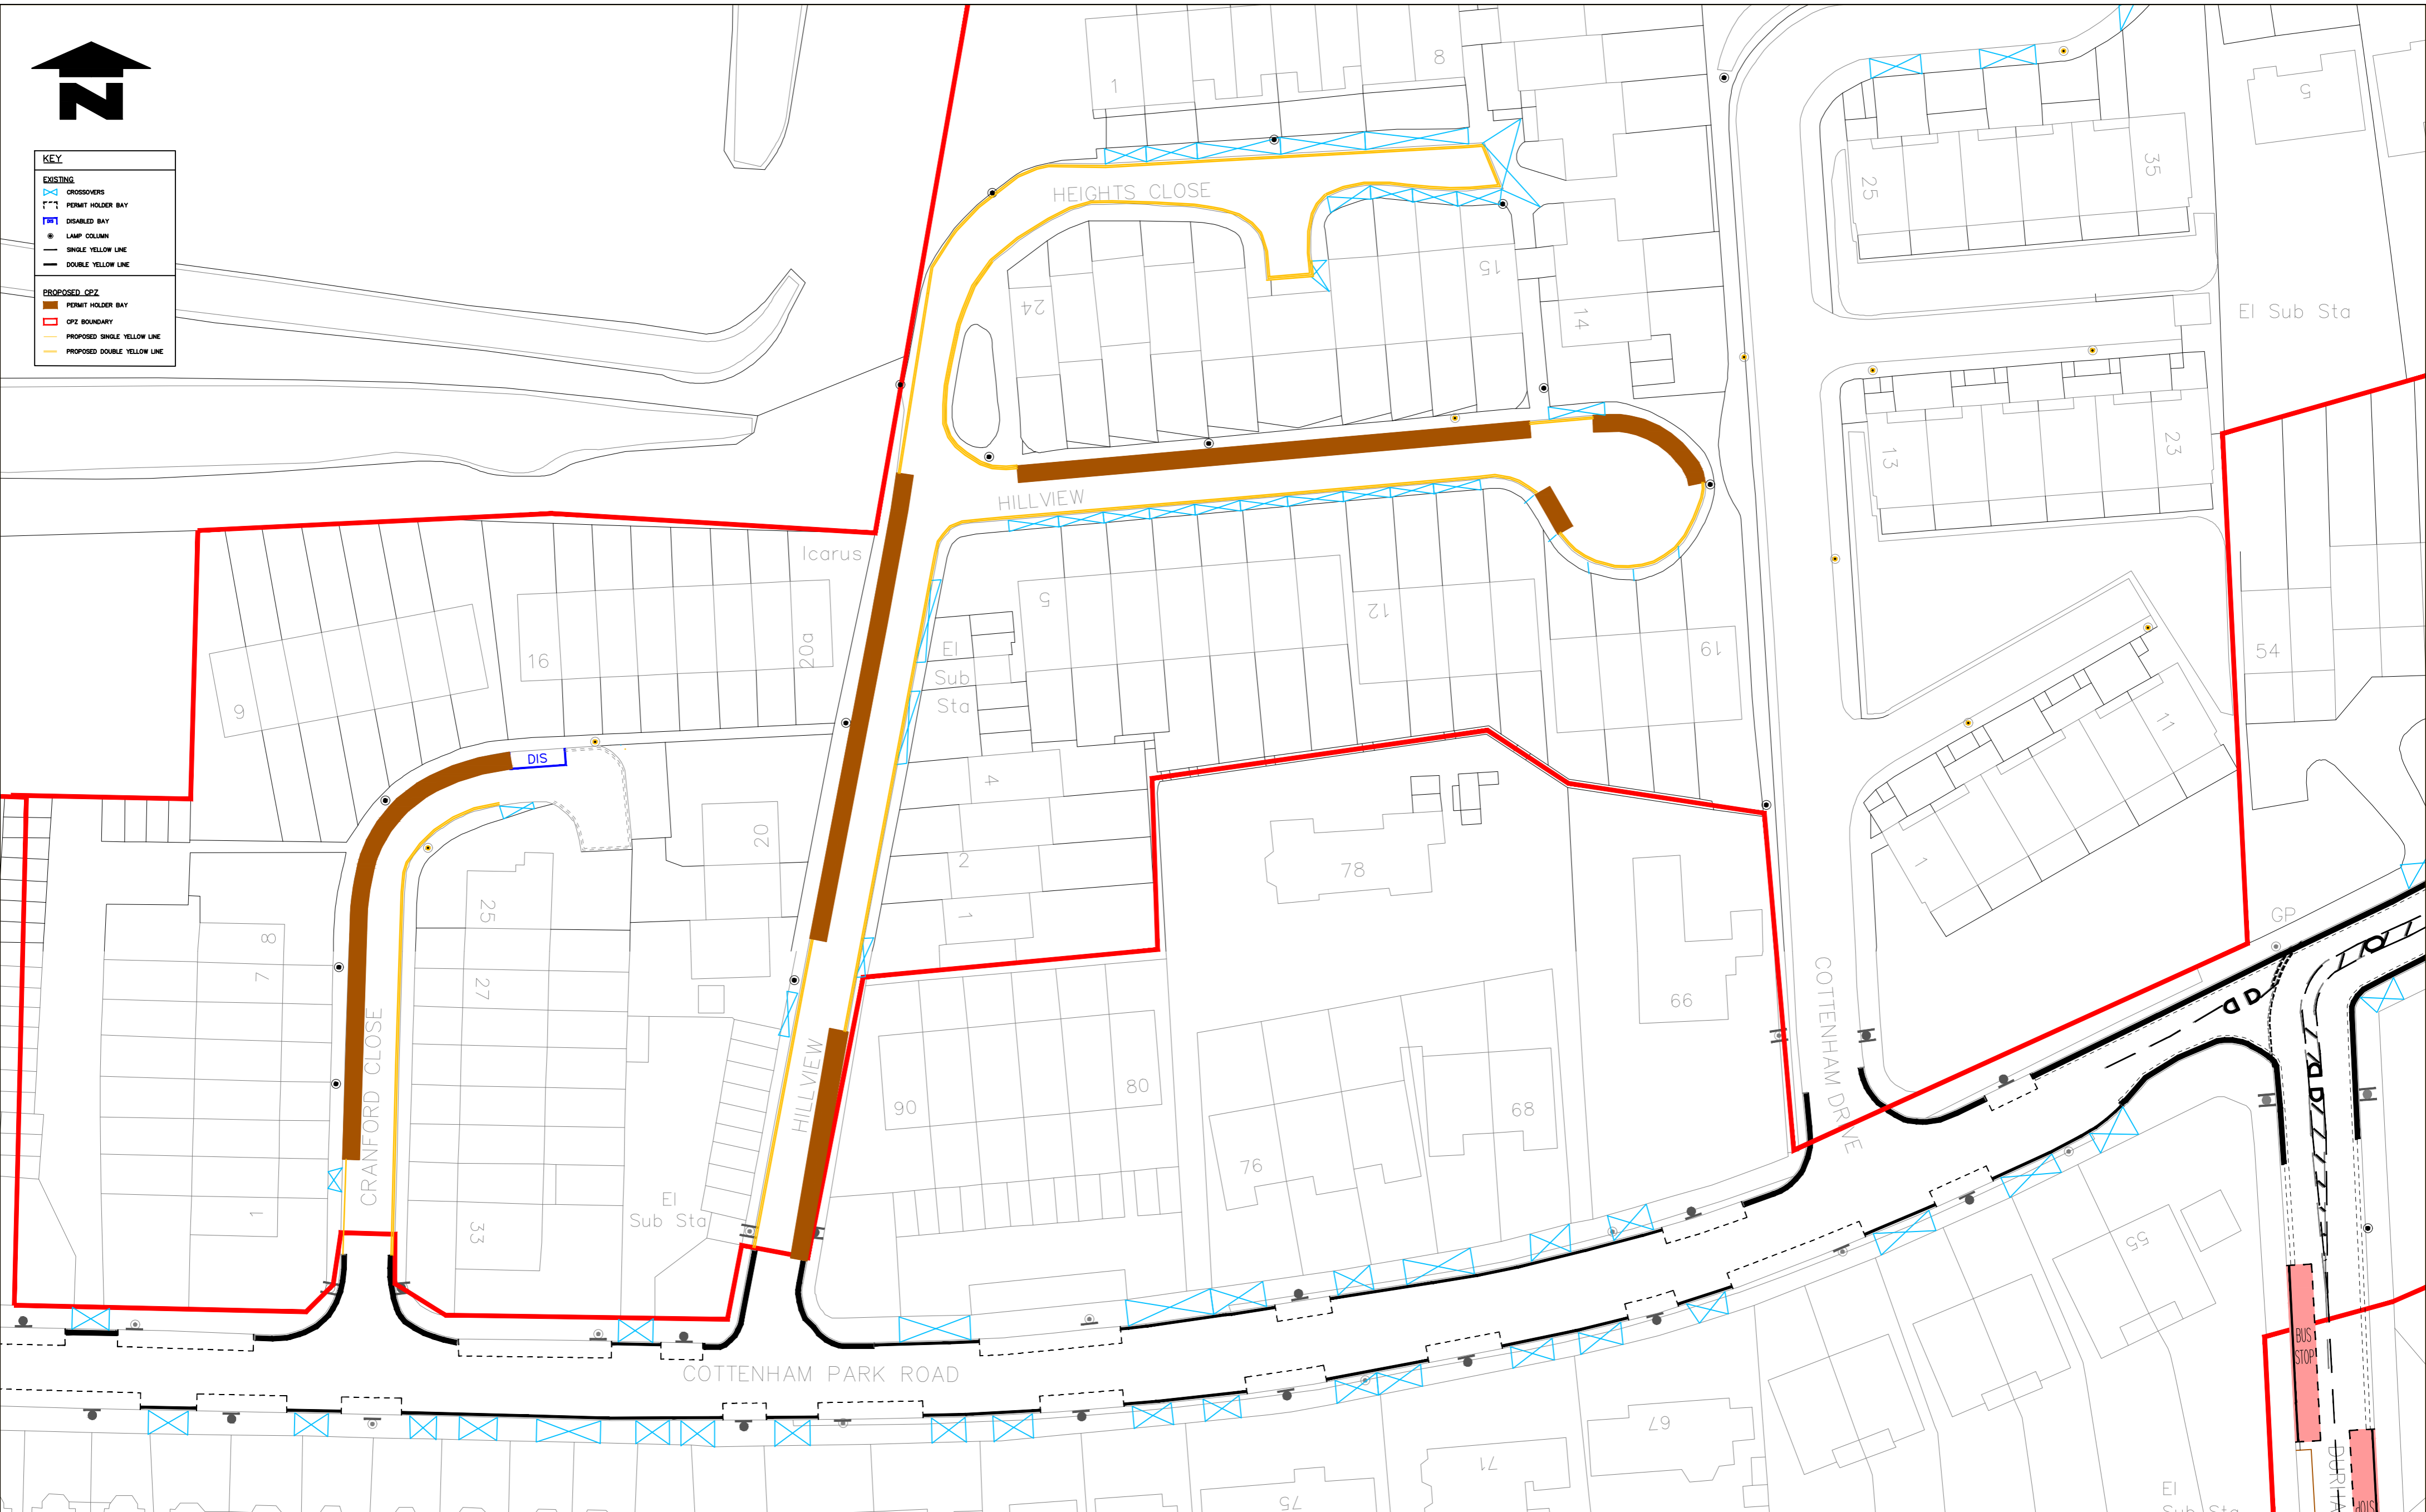 N
KEY
EXISTING
CROSSOVERS
PERMIT HOLDER BAY
DIS
DISABLED BAY
LAMP COLUMN
SINGLE YELLOW LINE
DOUBLE YELLOW LINE
PROPOSED CPZ
PERMIT HOLDER BAY
CPZ BOUNDARY
PROPOSED SINGLE YELLOW LINE
PROPOSED DOUBLE YELLOW LINE
1
8
5
HEIGHTS CLOSE
25
35
15
24
14
El Sub Sta
13
23
HILLVIEW
Icarus
5
12
16
20a
El
Sub
Sta
19
54
9
11
DIS
4
20
2
78
1
1
25
8
7
27
GP
66
COTTENHAM DRIVE
CRANFORD CLOSE
HILLVIEW
90
80
68
76
El
Sub Sta
1
33
55
BUS
STOP
COTTENHAM PARK ROAD
67
71
75
El
Sub Sta